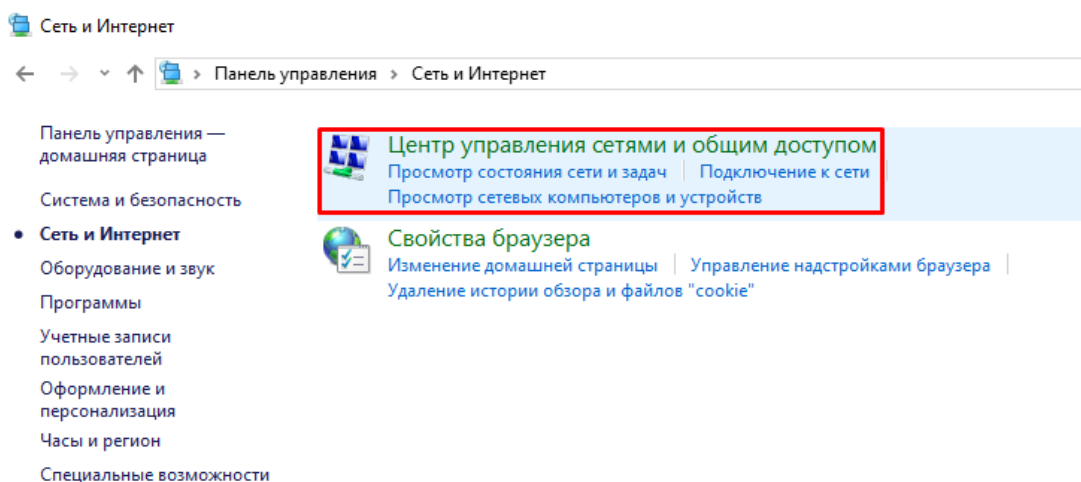 Сеть и Интернет
Панель управления > Сеть и Интернет
Панель управления —
домашняя страница
Система и безопасность
Сеть и Интернет
Оборудование и звук
Программы
Учетные записи
пользователей
Оформление и
персонализация
Часы и регион
Специальные возможности
Центр управления сетями и общим доступом
Просмотр состояния сети и задач
Подключение к сети
Просмотр сетевых компьютеров и устройств
Свойства браузера
Изменение домашней страницы
Управление надстройками браузера
Удаление истории обзора и файлов "cookie"